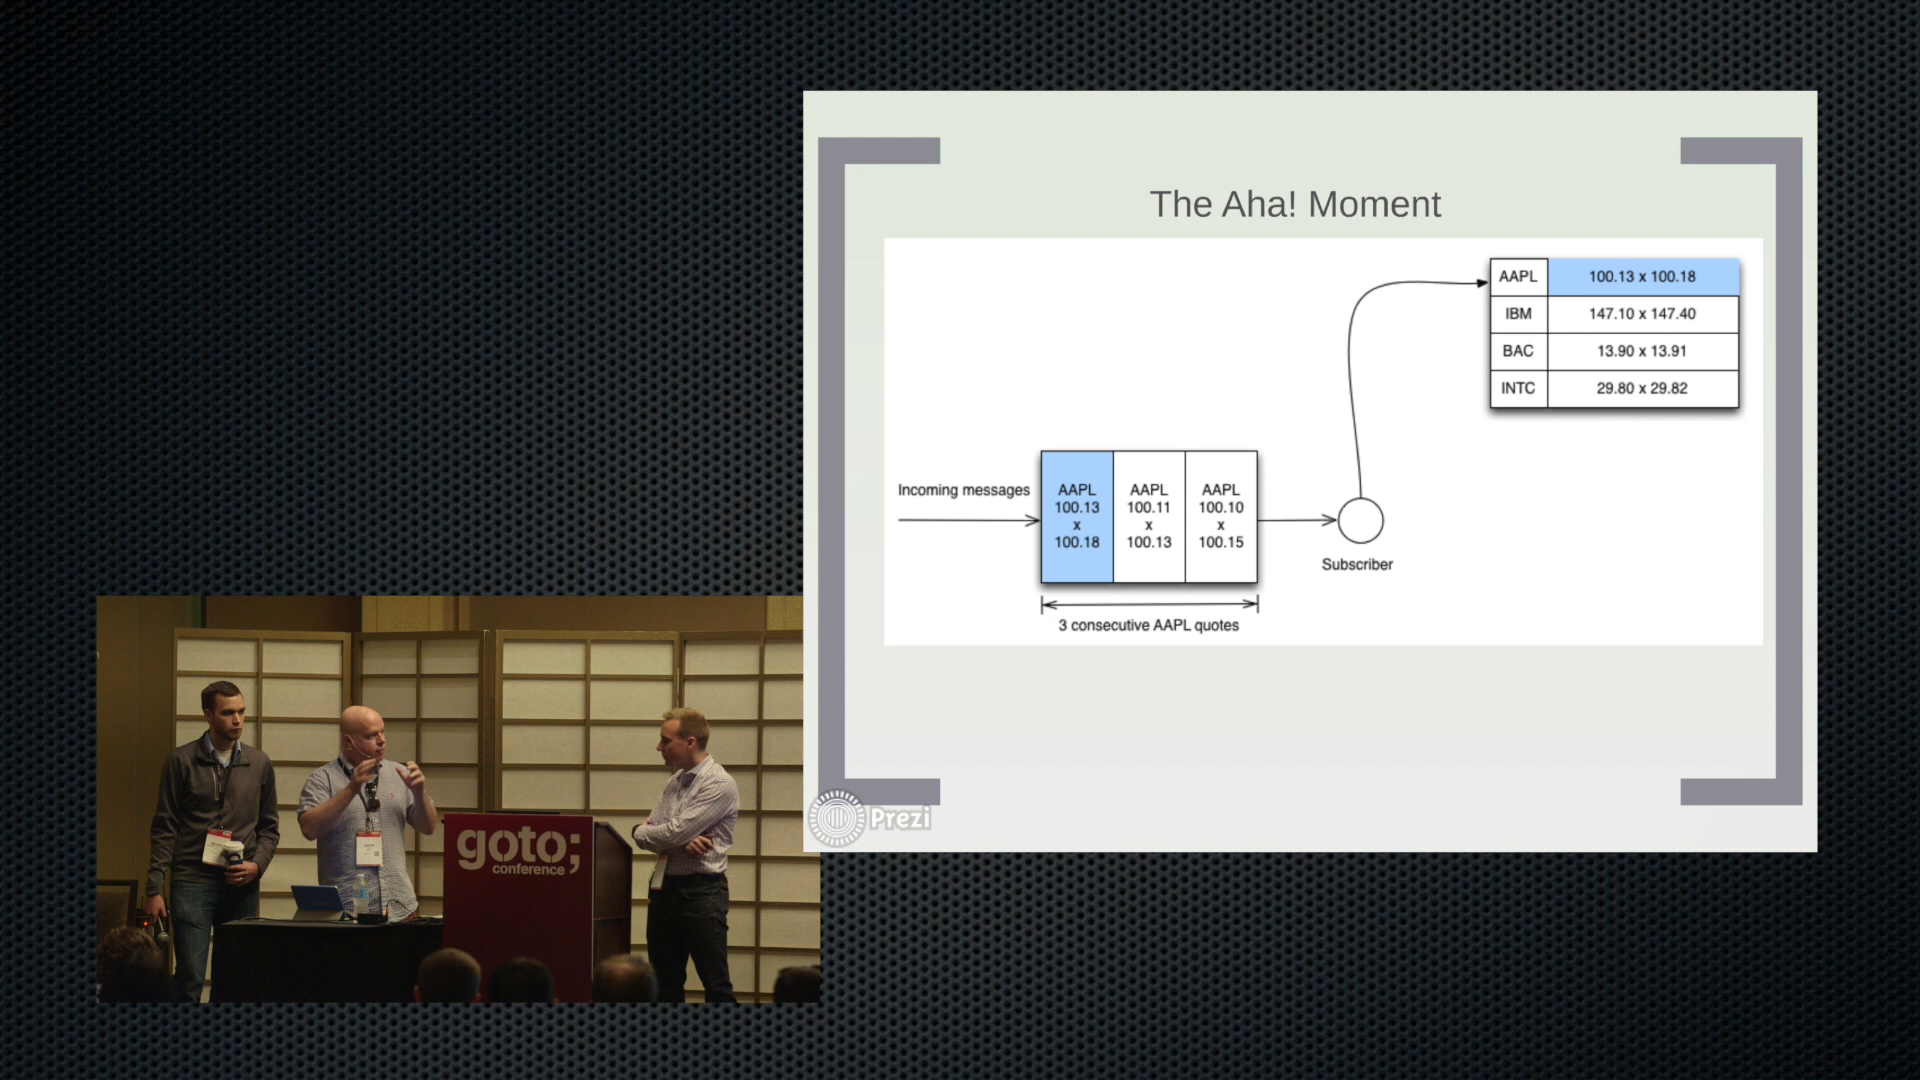 The Aha! Moment
AAPL 100.13 x 100.18
IBM 147.10 x 147.40
BAC 13.90 x 13.91
INTC 29.80 x 29.82
Incoming messages
AAPL
100.13
x
100.18
AAPL
100.11
x
100.13
AAPL
100.10
x
100.15
Subscriber
3 consecutive AAPL quotes
Prezi
goto;
conference